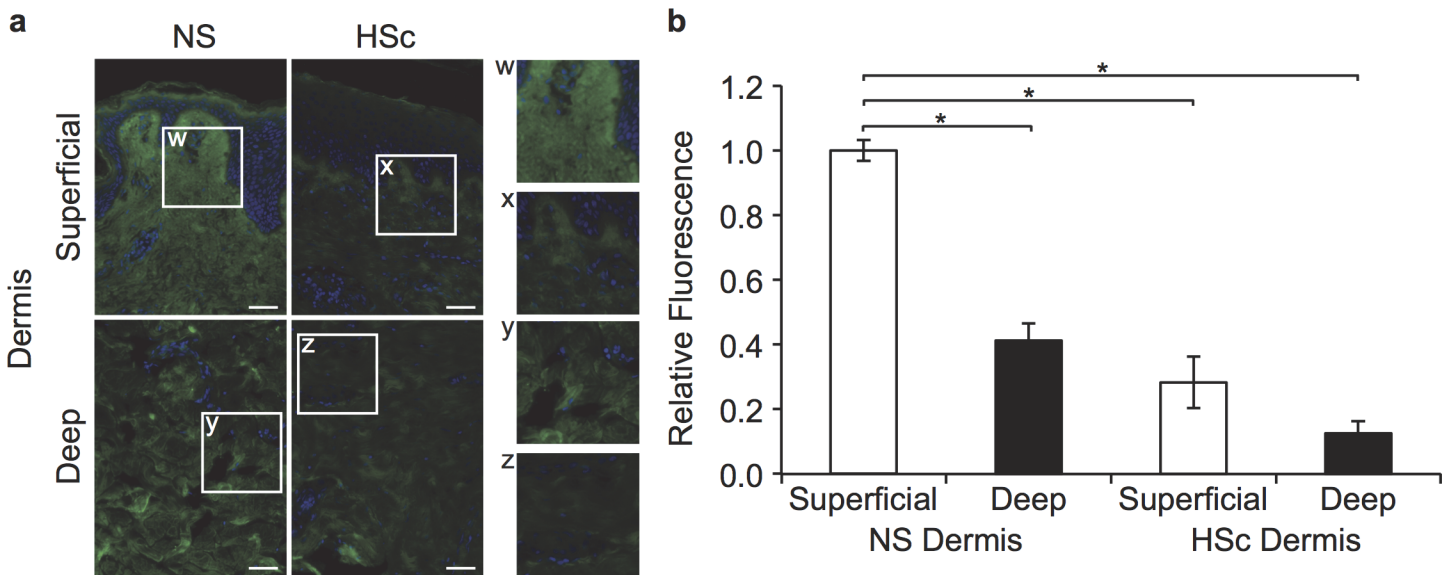 a
NS
HSc
Dermis
Superficial
Deep
w
x
y
z
w
x
y
z
b
Relative Fluorescence
1.2
1.0
0.8
0.6
0.4
0.2
0.0
*
*
*
Superficial
Deep
Superficial
Deep
NS Dermis
HSc Dermis